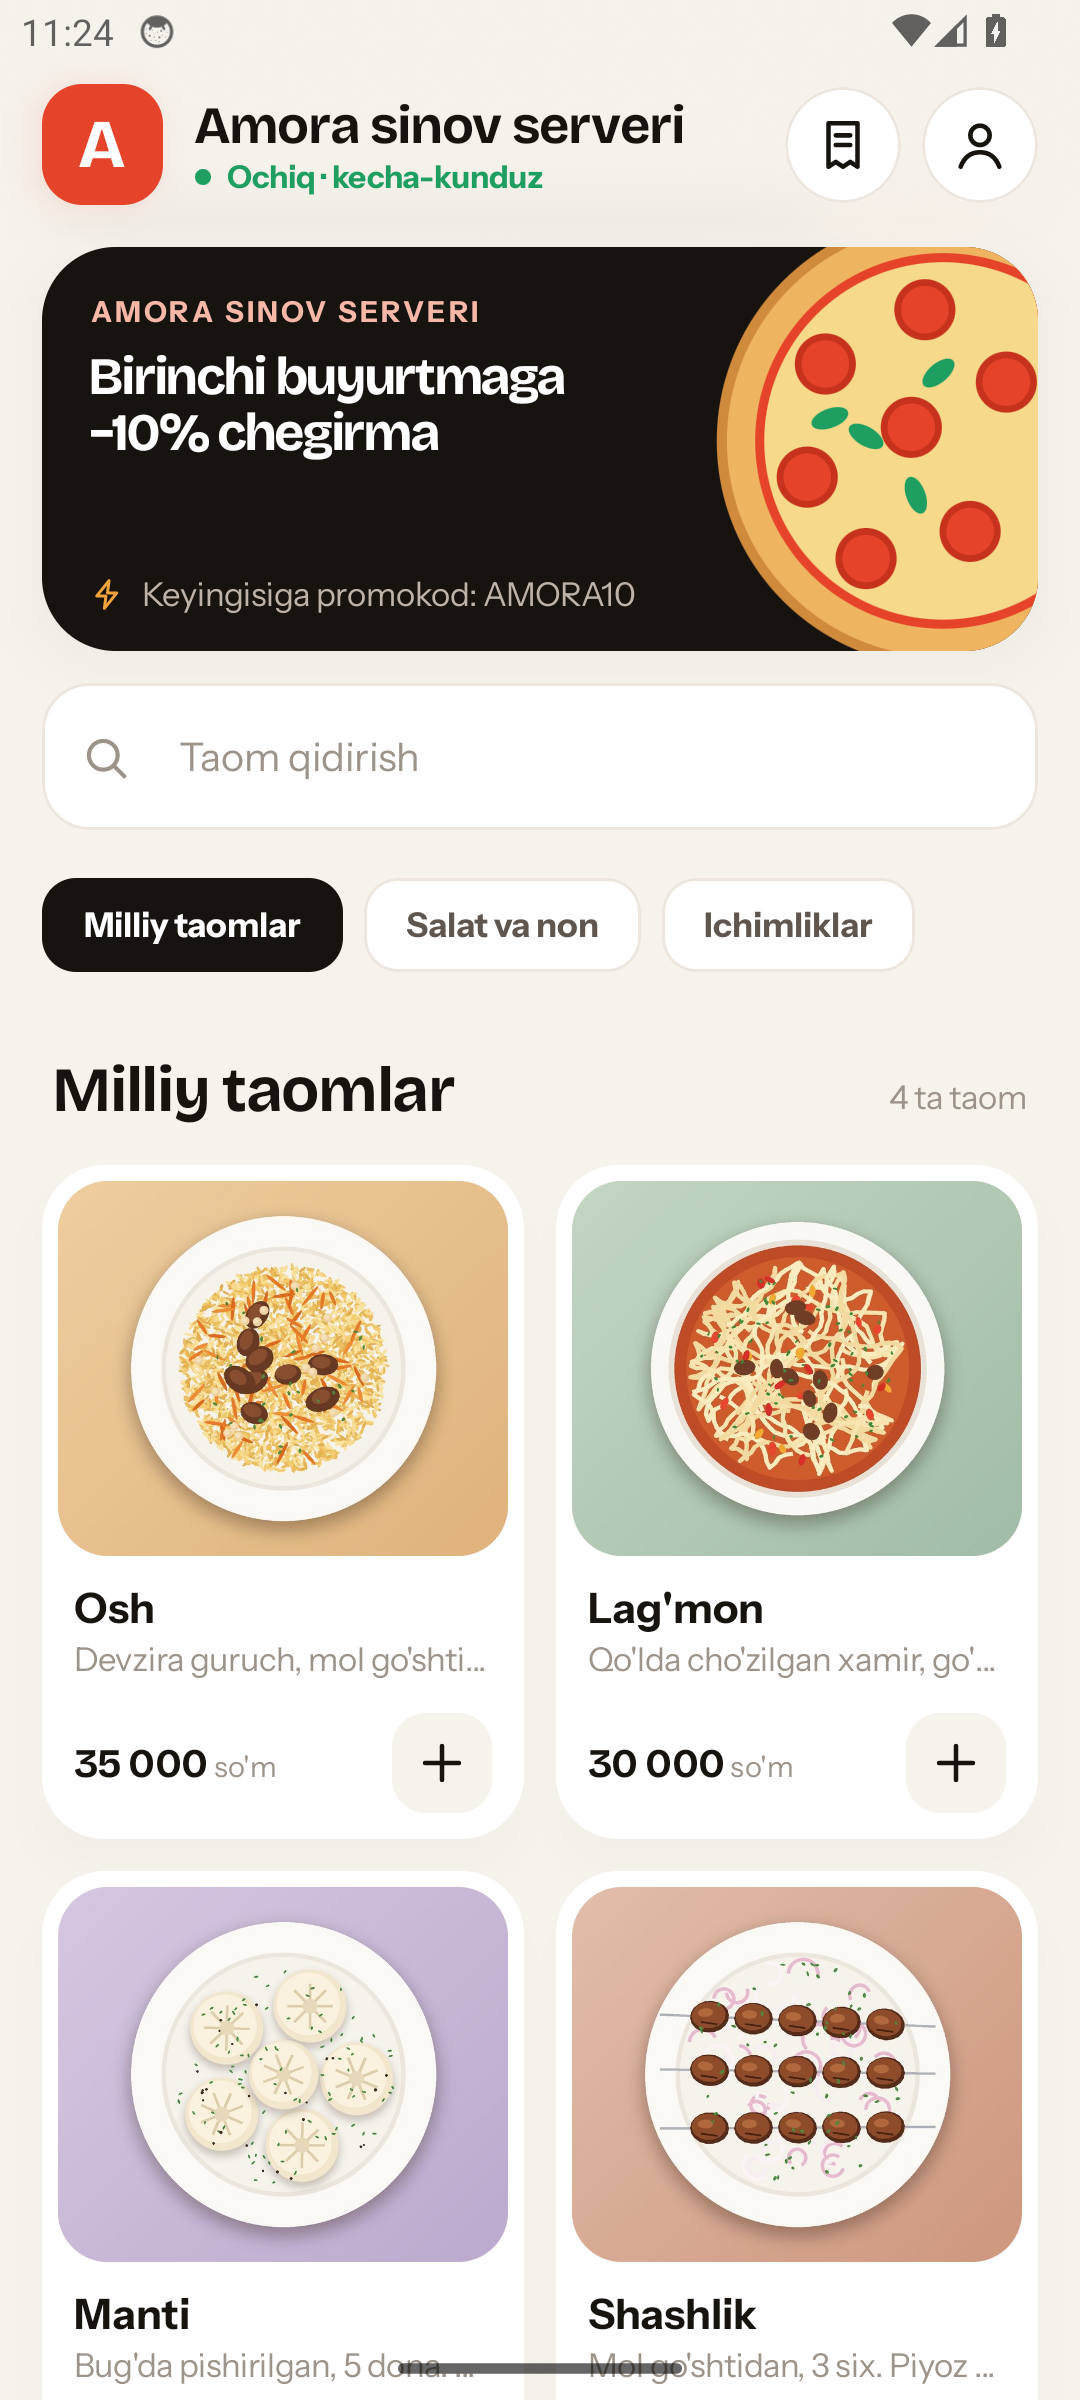 11:24
A
Amora sinov serveri
Ochiq · kecha-kunduz
AMORA SINOV SERVERI
Birinchi buyurtmaga
−10% chegirma
Keyingisiga promokod: AMORA10
Taom qidirish
Milliy taomlar
Salat va non
Ichimliklar
Milliy taomlar
4 ta taom
Osh
Devzira guruch, mol go'shti...
35 000 so'm
Lag'mon
Qo'lda cho'zilgan xamir, go'...
30 000 so'm
Manti
Bug'da pishirilgan, 5 dona. ...
Shashlik
Mol go'shtidan, 3 six. Piyoz ...